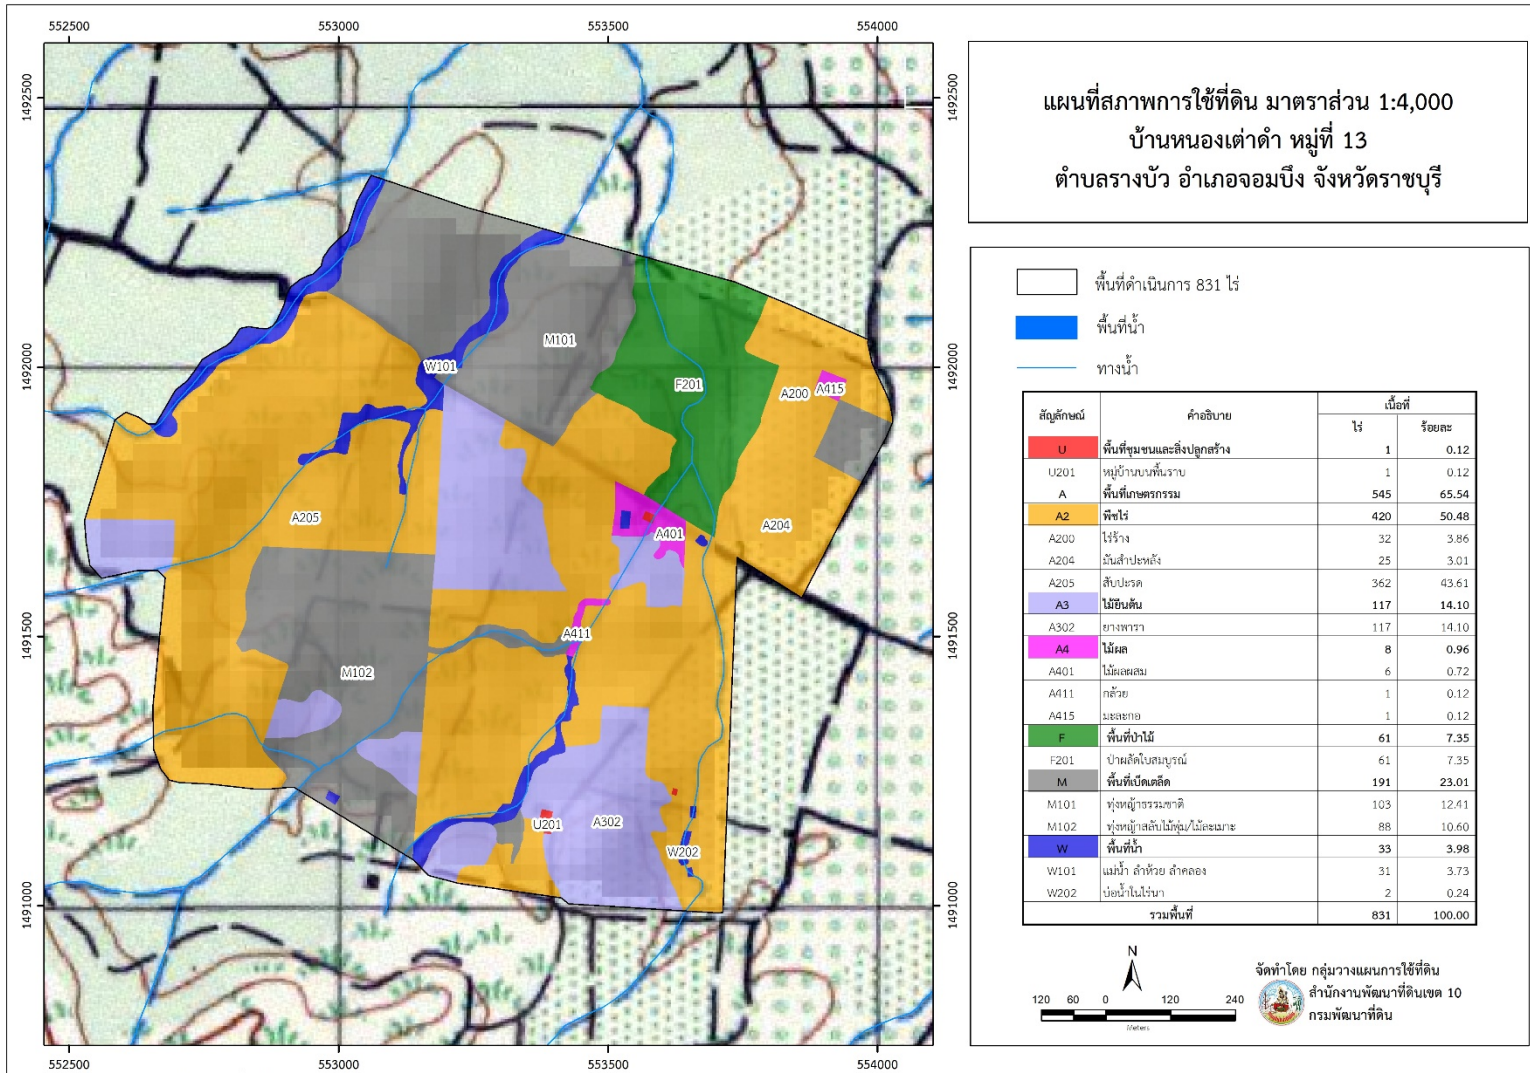 552500 553000 553500 554000
1492500
1492000
1491500
1491000
1492500
1492000
1491500
1491000
552500 553000 553500 554000
M101
W101
F201
A200
A415
A205
A204
A401
A411
M102
U201
A302
W202
แผนที่สภาพการใช้ที่ดิน มาตราส่วน 1:4,000
บ้านหนองเต่าดำ หมู่ที่ 13
ตำบลรางบัว อำเภอจอมบึง จังหวัดราชบุรี
พื้นที่ดำเนินการ 831 ไร่
พื้นที่น้ำ
ทางน้ำ
สัญลักษณ์ คำอธิบาย เนื้อที่
ไร่ ร้อยละ
U พื้นที่ชุมชนและสิ่งปลูกสร้าง 1 0.12
U201 หมู่บ้านบนพื้นราบ 1 0.12
A พื้นที่เกษตรกรรม 545 65.54
A2 พืชไร่ 420 50.48
A200 ไร่ร้าง 32 3.86
A204 มันสำปะหลัง 25 3.01
A205 สับปะรด 362 43.61
A3 ไม้ยืนต้น 117 14.10
A302 ยางพารา 117 14.10
A4 ไม้ผล 8 0.96
A401 ไม้ผลผสม 6 0.72
A411 กล้วย 1 0.12
A415 มะละกอ 1 0.12
F พื้นที่ป่าไม้ 61 7.35
F201 ป่าผลัดใบสมบูรณ์ 61 7.35
M พื้นที่เบ็ดเตล็ด 191 23.01
M101 ทุ่งหญ้าธรรมชาติ 103 12.41
M102 ทุ่งหญ้าสลับไม้พุ่ม/ไม้ละเมาะ 88 10.60
W พื้นที่น้ำ 33 3.98
W101 แม่น้ำ ลำห้วย ลำคลอง 31 3.73
W202 บ่อน้ำในไร่นา 2 0.24
รวมพื้นที่ 831 100.00
N
120 60 0 120 240
Meters
จัดทำโดย กลุ่มวางแผนการใช้ที่ดิน
สำนักงานพัฒนาที่ดินเขต 10
กรมพัฒนาที่ดิน